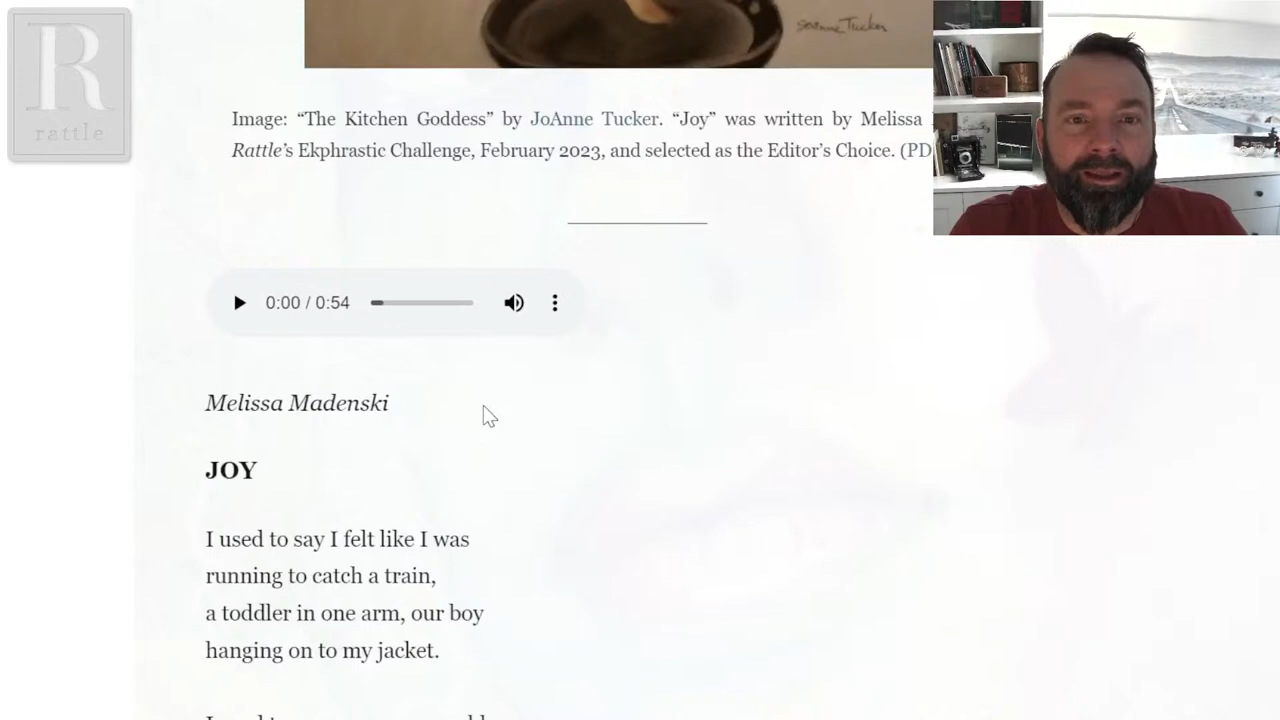 JoAnne Tucker
R
rattle
Image: “The Kitchen Goddess” by JoAnne Tucker. “Joy” was written by Melissa
Rattle’s Ekphrastic Challenge, February 2023, and selected as the Editor’s Choice. (PD
0:00 / 0:54
Melissa Madenski
JOY
I used to say I felt like I was
running to catch a train,
a toddler in one arm, our boy
hanging on to my jacket.